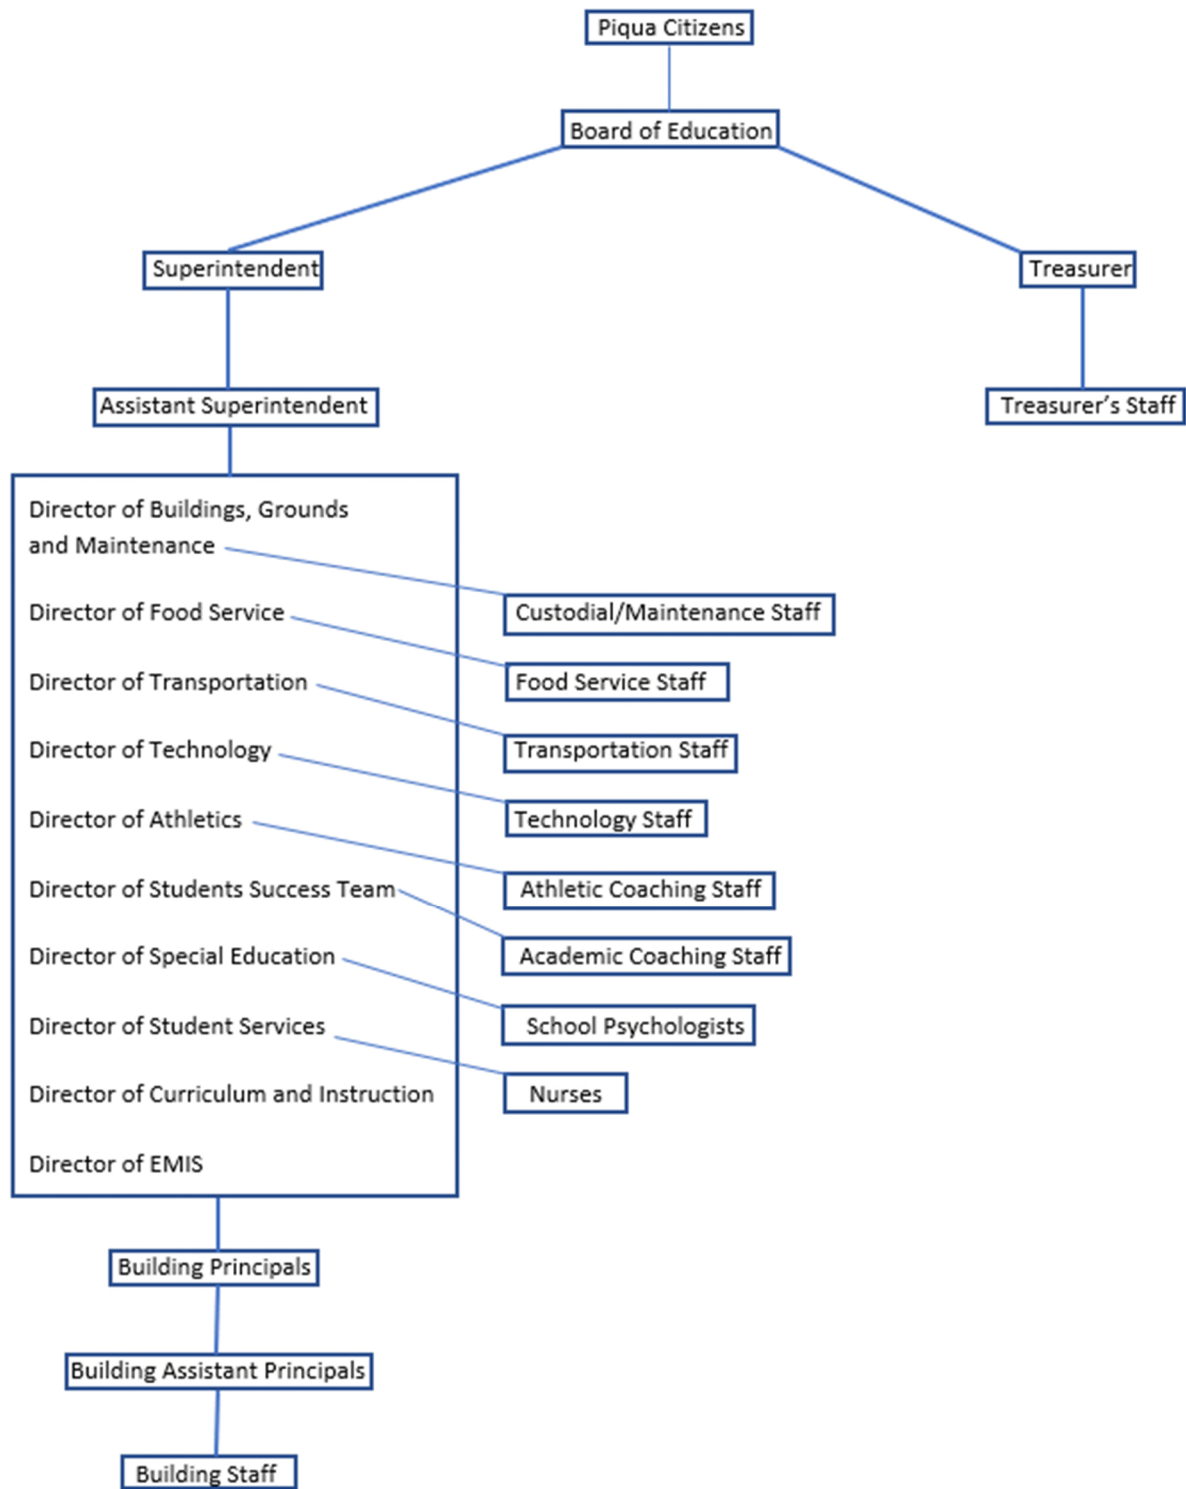 Piqua Citizens
Board of Education
Superintendent
Treasurer
Assistant Superintendent
Treasurer’s Staff
Director of Buildings, Grounds
and Maintenance
Director of Food Service
Custodial/Maintenance Staff
Director of Transportation
Food Service Staff
Director of Technology
Transportation Staff
Director of Athletics
Technology Staff
Director of Students Success Team
Athletic Coaching Staff
Director of Special Education
Academic Coaching Staff
Director of Student Services
School Psychologists
Director of Curriculum and Instruction
Nurses
Director of EMIS
Building Principals
Building Assistant Principals
Building Staff